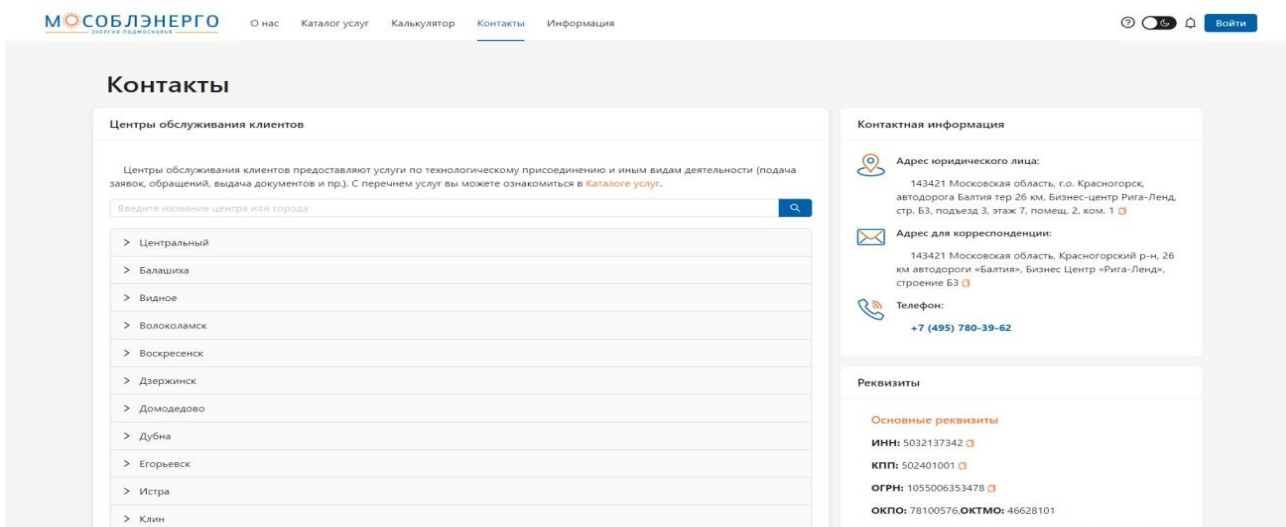 МОСОБЛЭНЕРГО
ЭНЕРГИЯ ПОДМОСКОВЬЯ
О нас Каталог услуг Калькулятор Контакты Информация
Войти
Контакты
Центры обслуживания клиентов
Центры обслуживания клиентов предоставляют услуги по технологическому присоединению и иным видам деятельности (подача
заявок, обращений, выдача документов и пр.). С перечнем услуг вы можете ознакомиться в Каталоге услуг.
Введите название центра или города
Центральный
Балашиха
Видное
Волоколамск
Воскресенск
Дзержинск
Домодедово
Дубна
Егорьевск
Истра
Клин
Контактная информация
Адрес юридического лица:
143421 Московская область, г.о. Красногорск,
автодорога Балтия тер 26 км, Бизнес-центр Рига-Ленд,
стр. Б3, подъезд 3, этаж 7, помещ. 2, ком. 1
Адрес для корреспонденции:
143421 Московская область, Красногорский р-н, 26
км автодороги «Балтия», Бизнес Центр «Рига-Ленд»,
строение Б3
Телефон:
+7 (495) 780-39-62
Реквизиты
Основные реквизиты
ИНН: 5032137342
КПП: 502401001
ОГРН: 1055006353478
ОКПО: 78100576,ОКТМО: 46628101